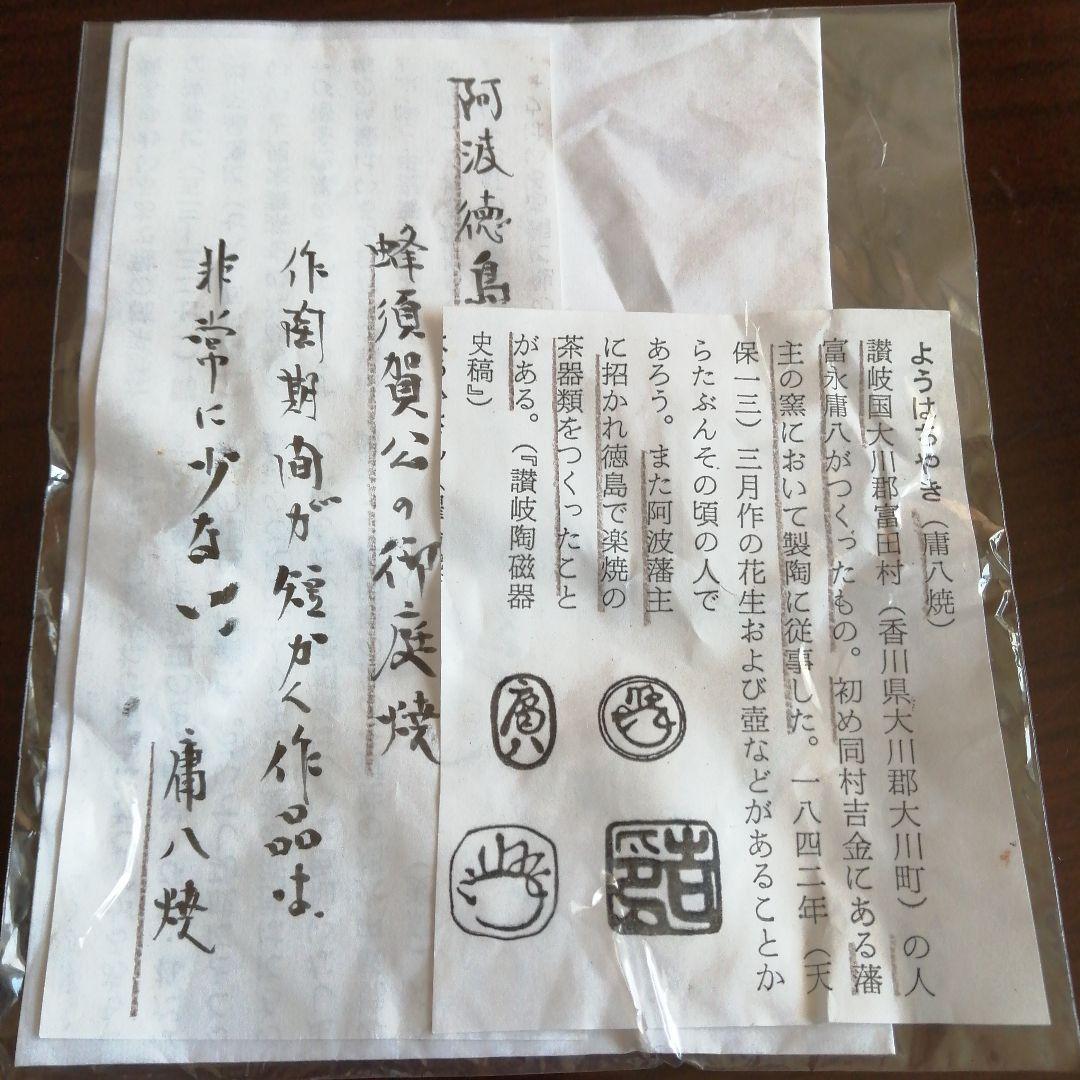 阿波徳島
蜂須賀公の御庭焼
作陶期間が短かく作品は、
非常に少ない
庸八焼
ようはちやき（庸八焼）
讃岐国大川郡富田村（香川県大川郡大川町）の人
富永庸八がつくったもの。初め同村吉金にある藩
主の窯において製陶に従事した。一八四二年（天
保一三）三月作の花生および壺などがあることか
らたぶんその頃の人で
あろう。また阿波藩主
に招かれ徳島で楽焼の
茶器類をつくったこと
がある。（『讃岐陶磁器
史稿』）
庸八